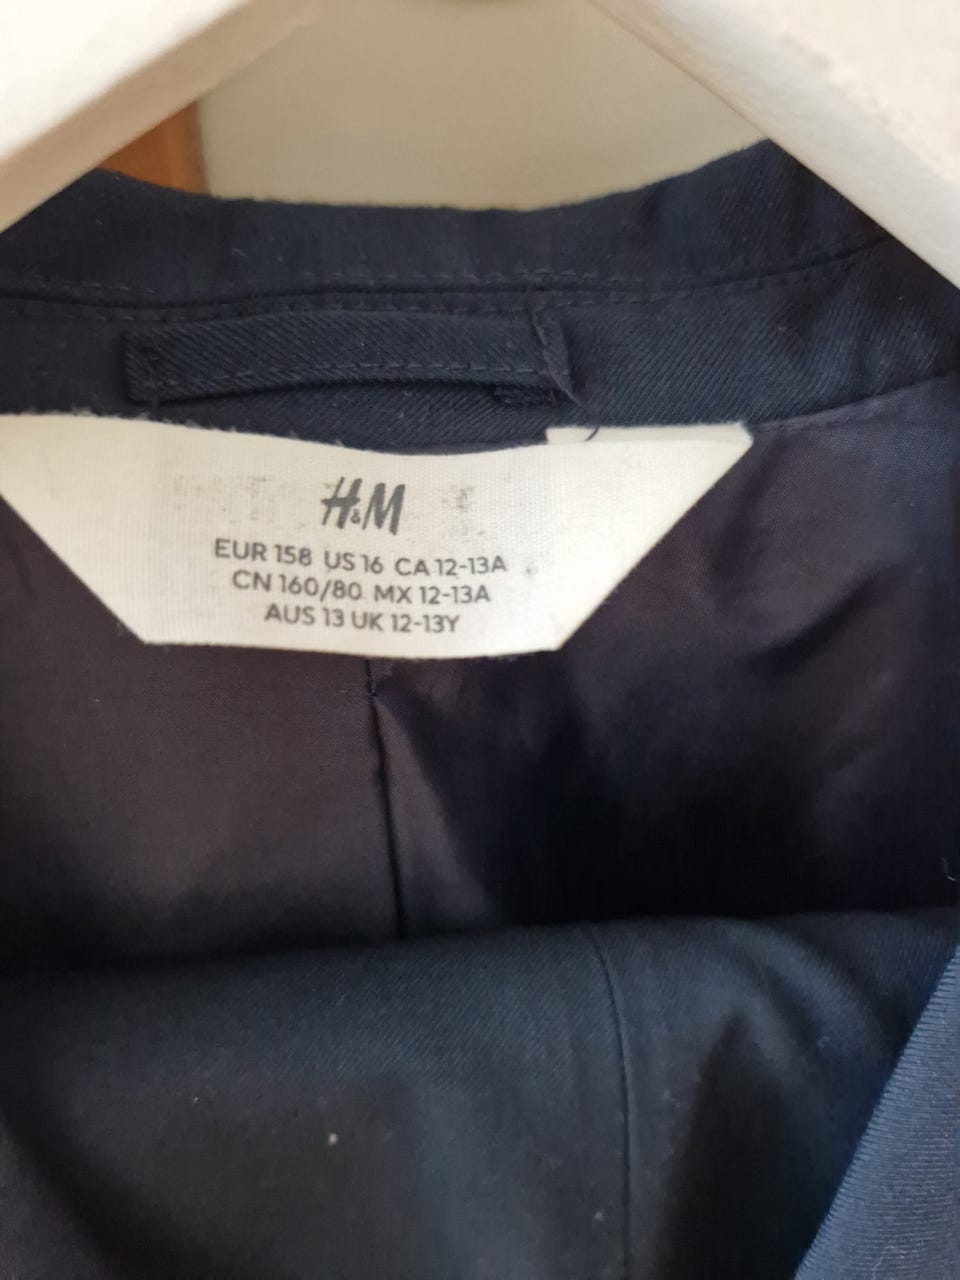 H&M
EUR 158 US 16 CA 12-13A
CN 160/80 MX 12-13A
AUS 13 UK 12-13Y